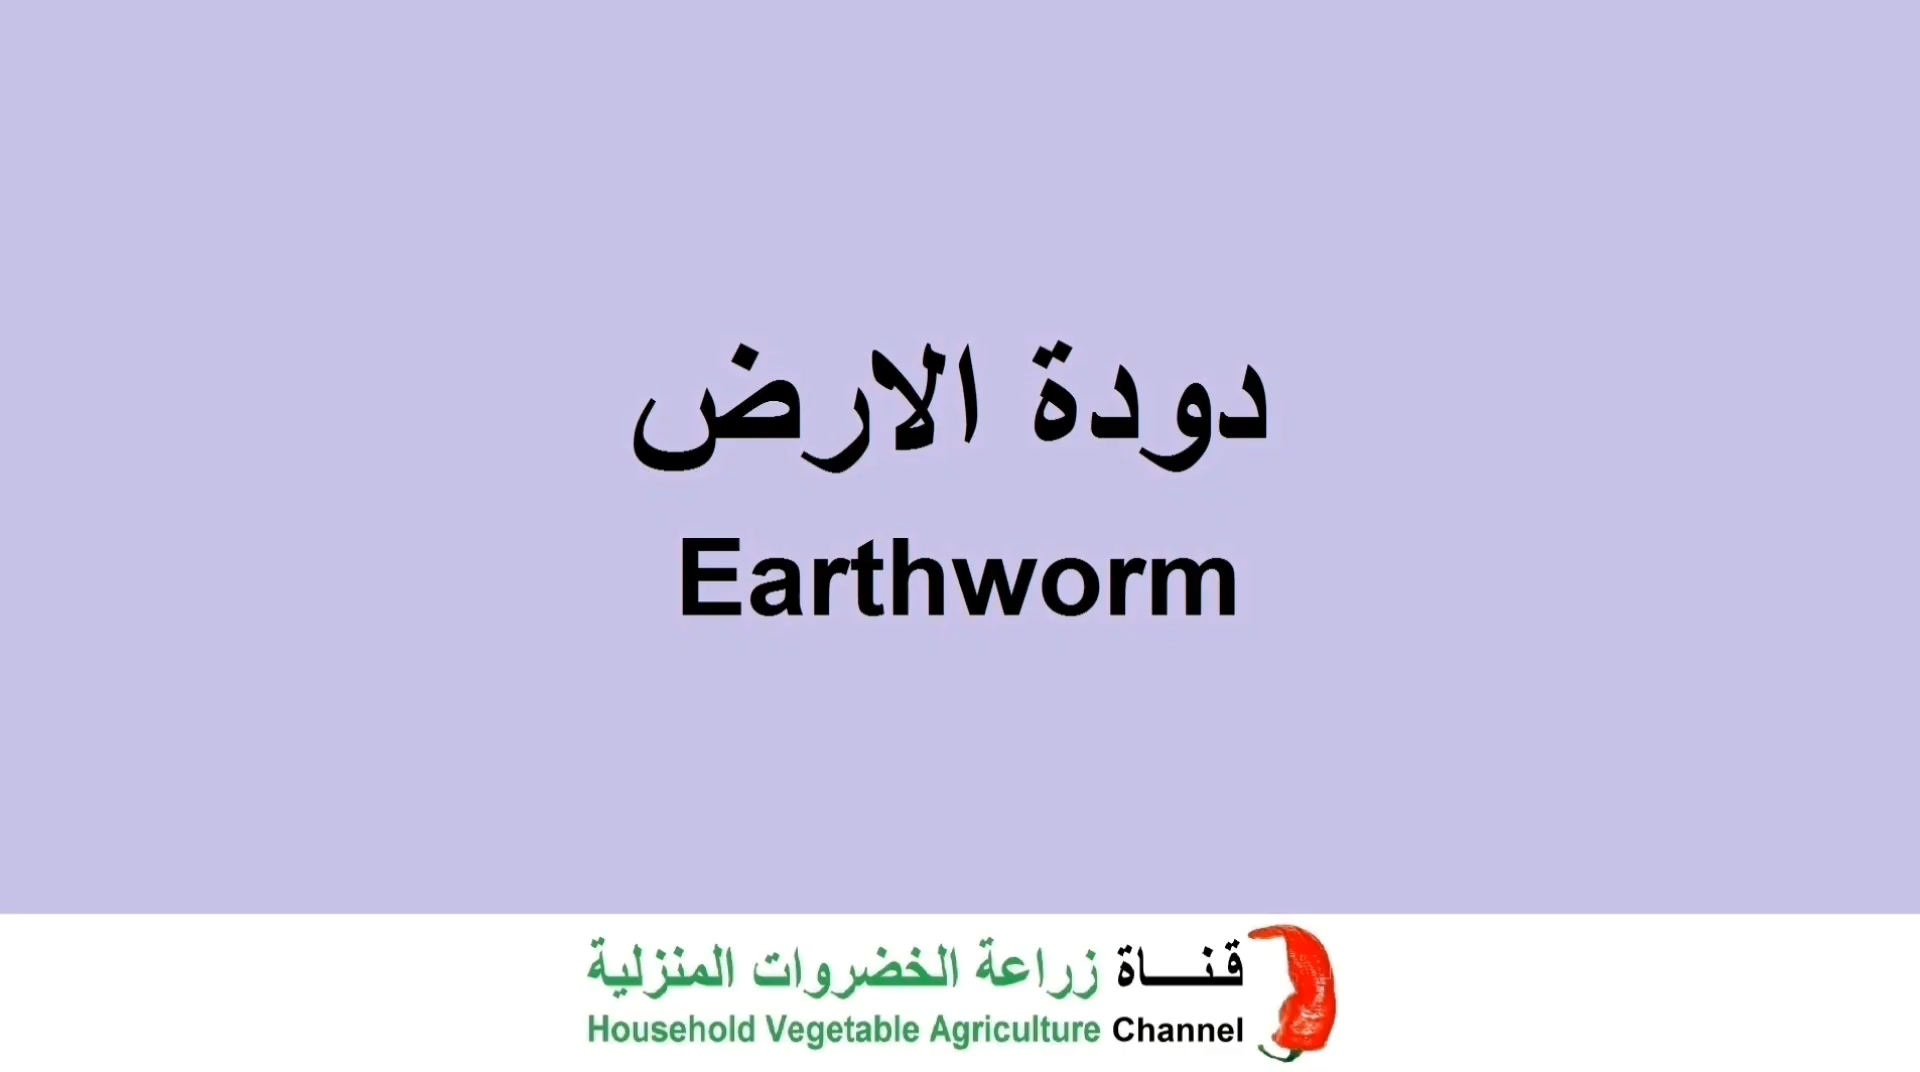 دودة الارض
Earthworm
قنـــاة زراعة الخضروات المنزلية
Household Vegetable Agriculture Channel